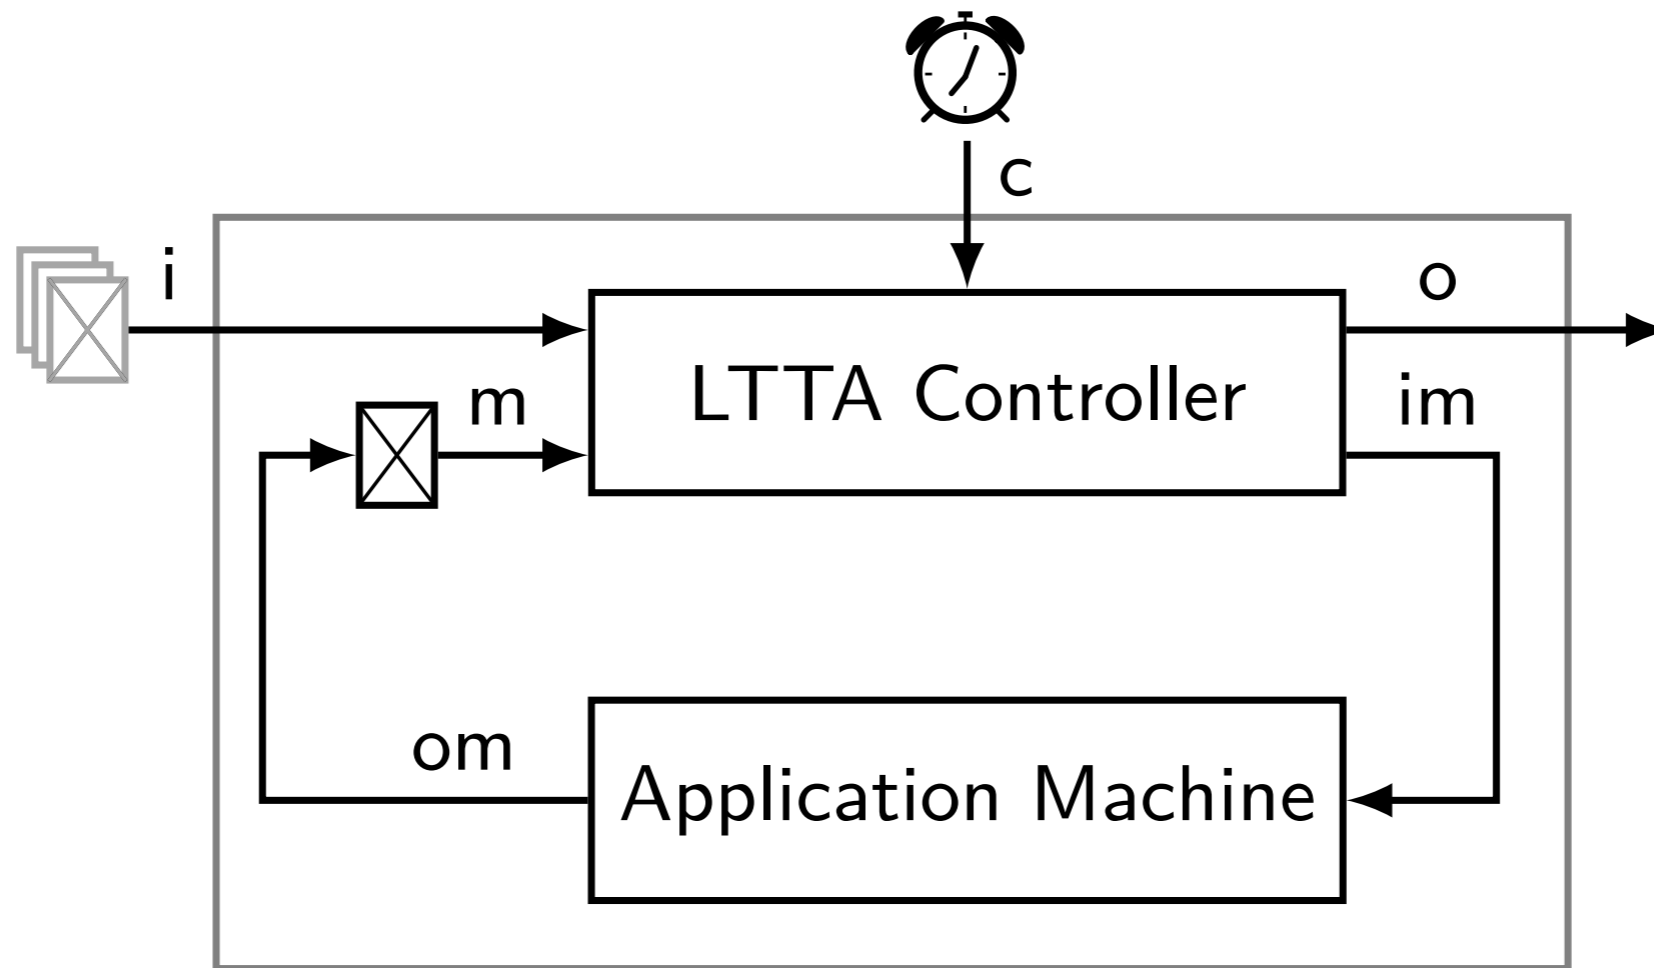 c
i
o
m
LTTA Controller
im
om
Application Machine